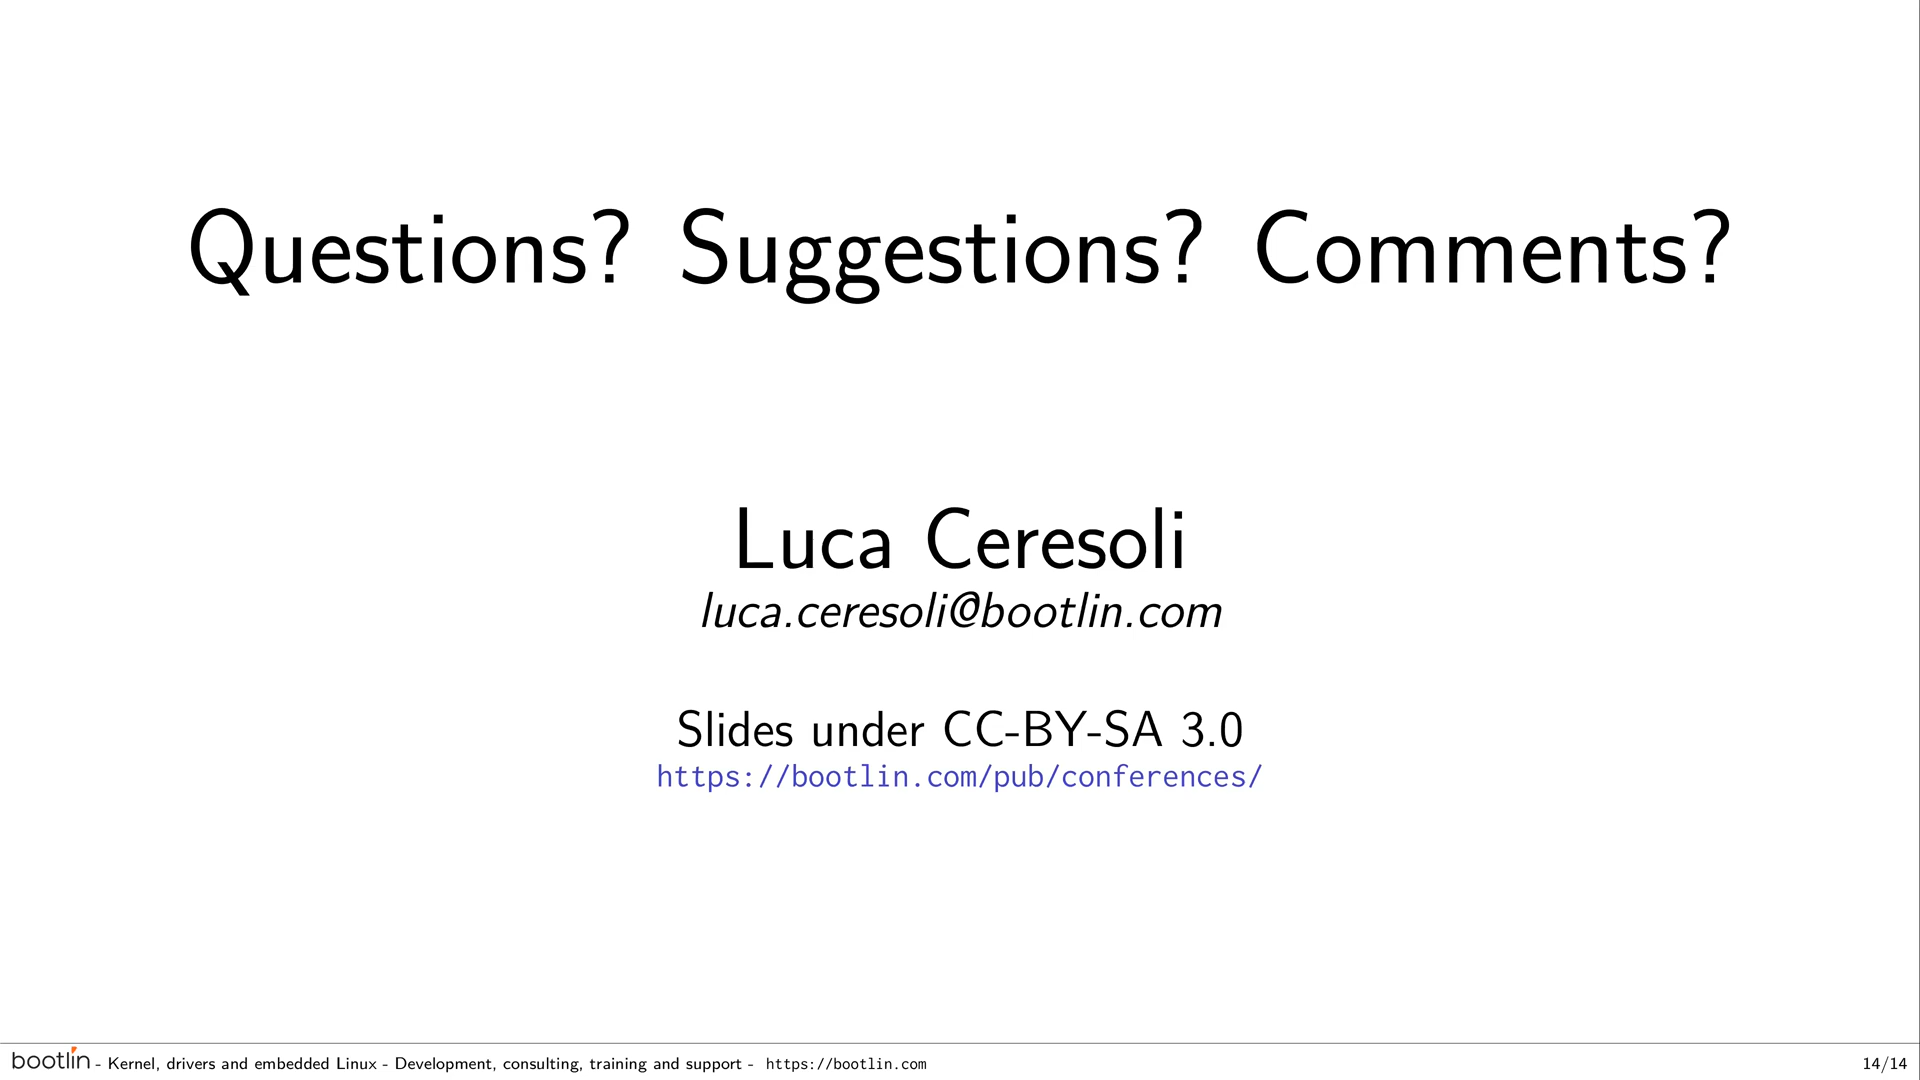 Questions? Suggestions? Comments?
Luca Ceresoli
luca.ceresoli@bootlin.com
Slides under CC-BY-SA 3.0
https://bootlin.com/pub/conferences/
bootlin - Kernel, drivers and embedded Linux - Development, consulting, training and support - https://bootlin.com 14/14